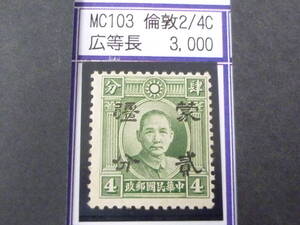 MC103 倫敦2/4C
広等長 3,000
分 肆
疆 蒙
分 貳
4 政郵國民華中 4